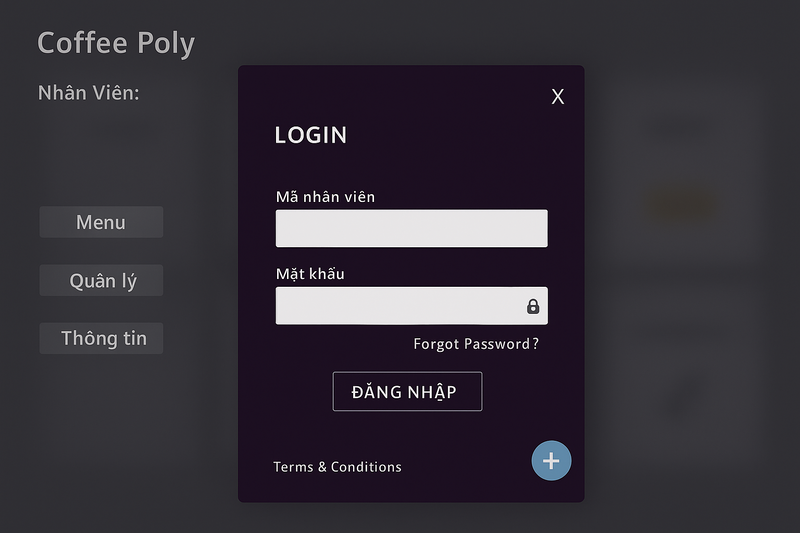 Coffee Poly
Nhân Viên:
Menu
Quân lý
Thông tin
X
LOGIN
Mã nhân viên
Mật khẩu
Forgot Password?
ĐĂNG NHẬP
Terms & Conditions
+